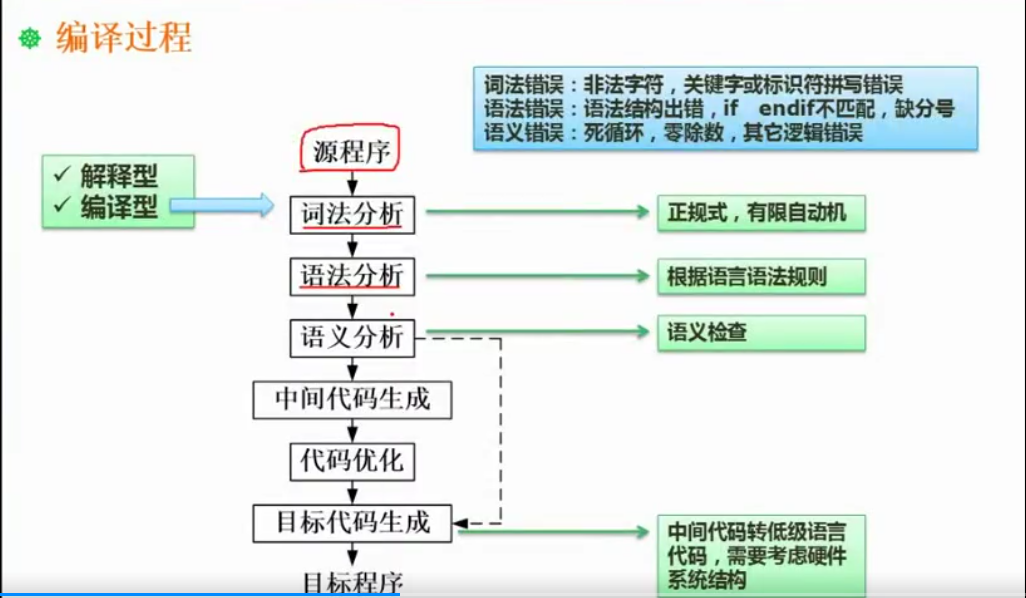 编译过程
词法错误：非法字符，关键字或标识符拼写错误
语法错误：语法结构出错，if endif不匹配，缺分号
语义错误：死循环，零除数，其它逻辑错误
源程序
✓ 解释型
✓ 编译型
词法分析
正规式，有限自动机
语法分析
根据语言语法规则
语义分析
语义检查
中间代码生成
代码优化
目标代码生成
中间代码转低级语言
代码，需要考虑硬件
系统结构
目标程序